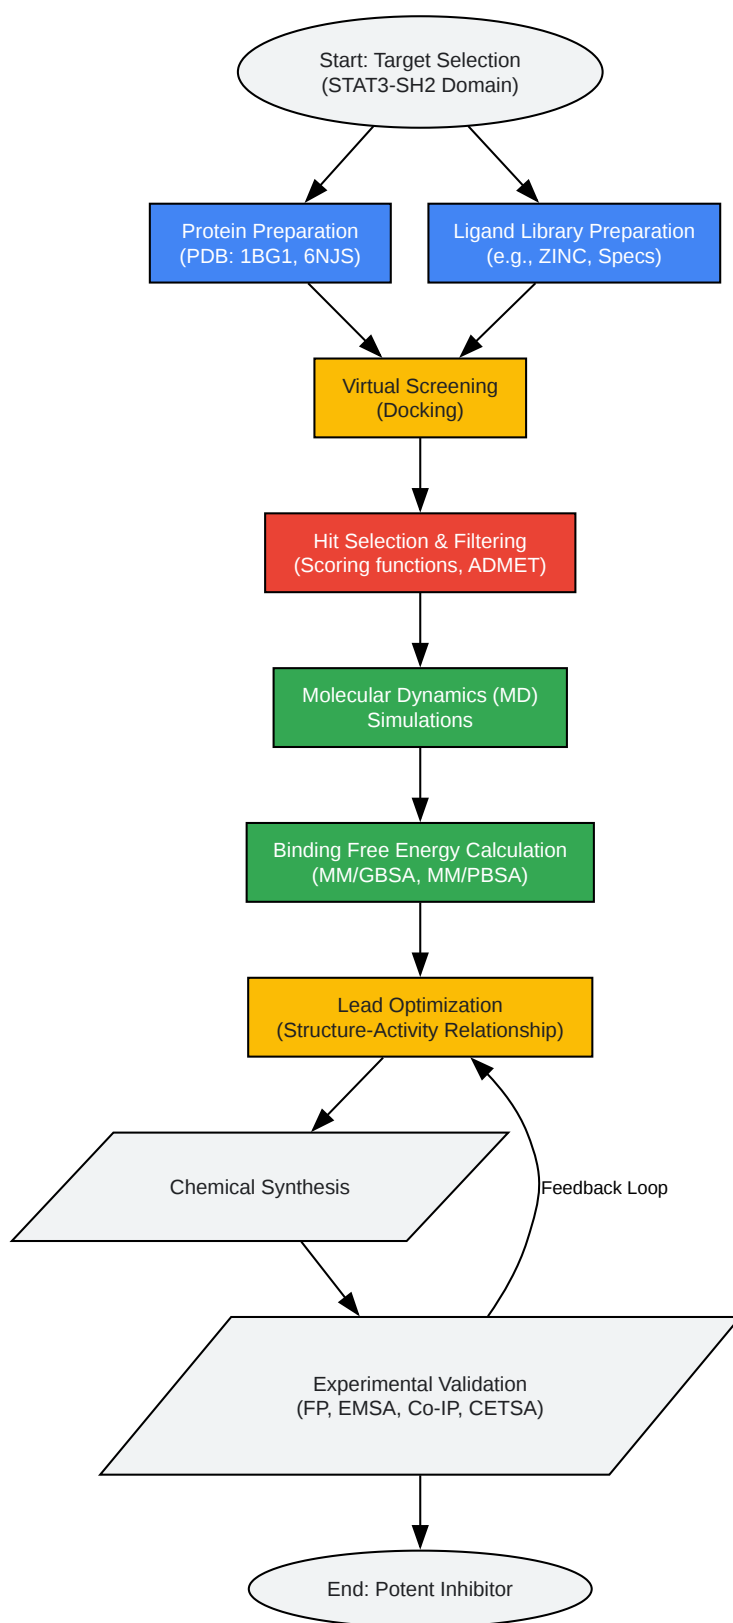 Start: Target Selection
(STAT3-SH2 Domain)
Protein Preparation
(PDB: 1BG1, 6NJS)
Ligand Library Preparation
(e.g., ZINC, Specs)
Virtual Screening
(Docking)
Hit Selection & Filtering
(Scoring functions, ADMET)
Molecular Dynamics (MD)
Simulations
Binding Free Energy Calculation
(MM/GBSA, MM/PBSA)
Lead Optimization
(Structure-Activity Relationship)
Chemical Synthesis
Feedback Loop
Experimental Validation
(FP, EMSA, Co-IP, CETSA)
End: Potent Inhibitor